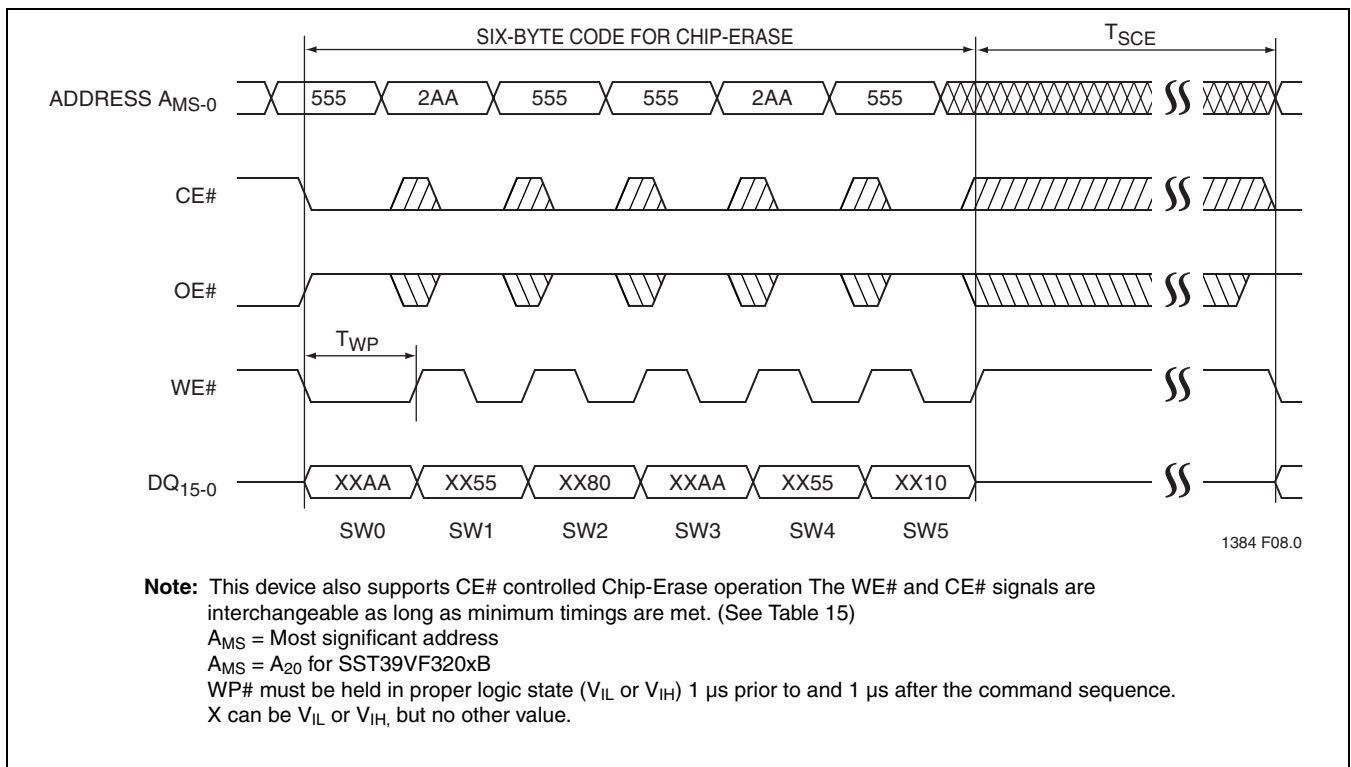 SIX-BYTE CODE FOR CHIP-ERASE TSCE
ADDRESS AMS-0 555 2AA 555 555 2AA 555
CE#
OE#
TWP
WE#
DQ15-0 XXAA XX55 XX80 XXAA XX55 XX10
SW0 SW1 SW2 SW3 SW4 SW5
1384 F08.0
Note: This device also supports CE# controlled Chip-Erase operation The WE# and CE# signals are
interchangeable as long as minimum timings are met. (See Table 15)
AMS = Most significant address
AMS = A20 for SST39VF320xB
WP# must be held in proper logic state (VIL or VIH) 1 µs prior to and 1 µs after the command sequence.
X can be VIL or VIH, but no other value.